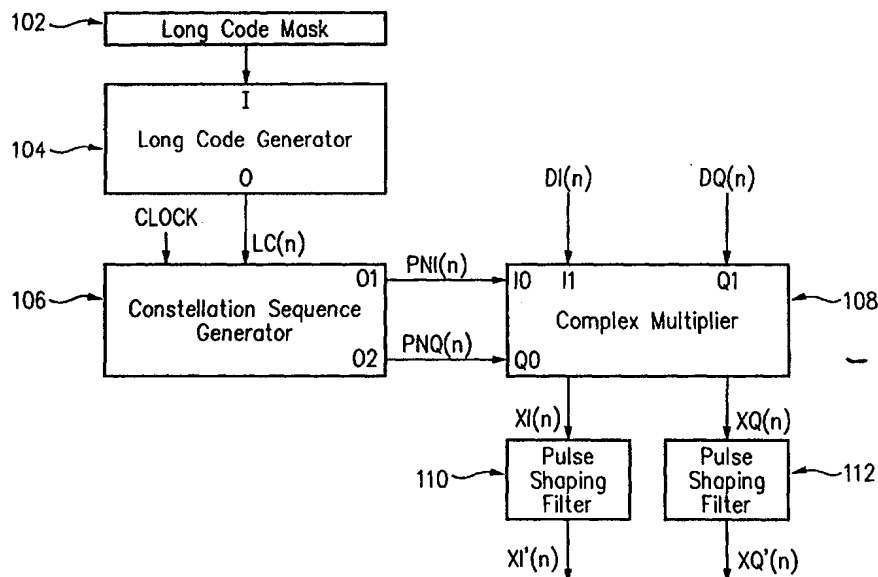 102
Long Code Mask
I
104
Long Code Generator
O
DI(n)
DQ(n)
CLOCK
LC(n)
O1
PNI(n)
I0
I1
Q1
106
Constellation Sequence
Generator
Complex Multiplier
108
O2
PNQ(n)
Q0
XI(n)
XQ(n)
110
Pulse
Shaping
Filter
Pulse
Shaping
Filter
112
XI'(n)
XQ'(n)